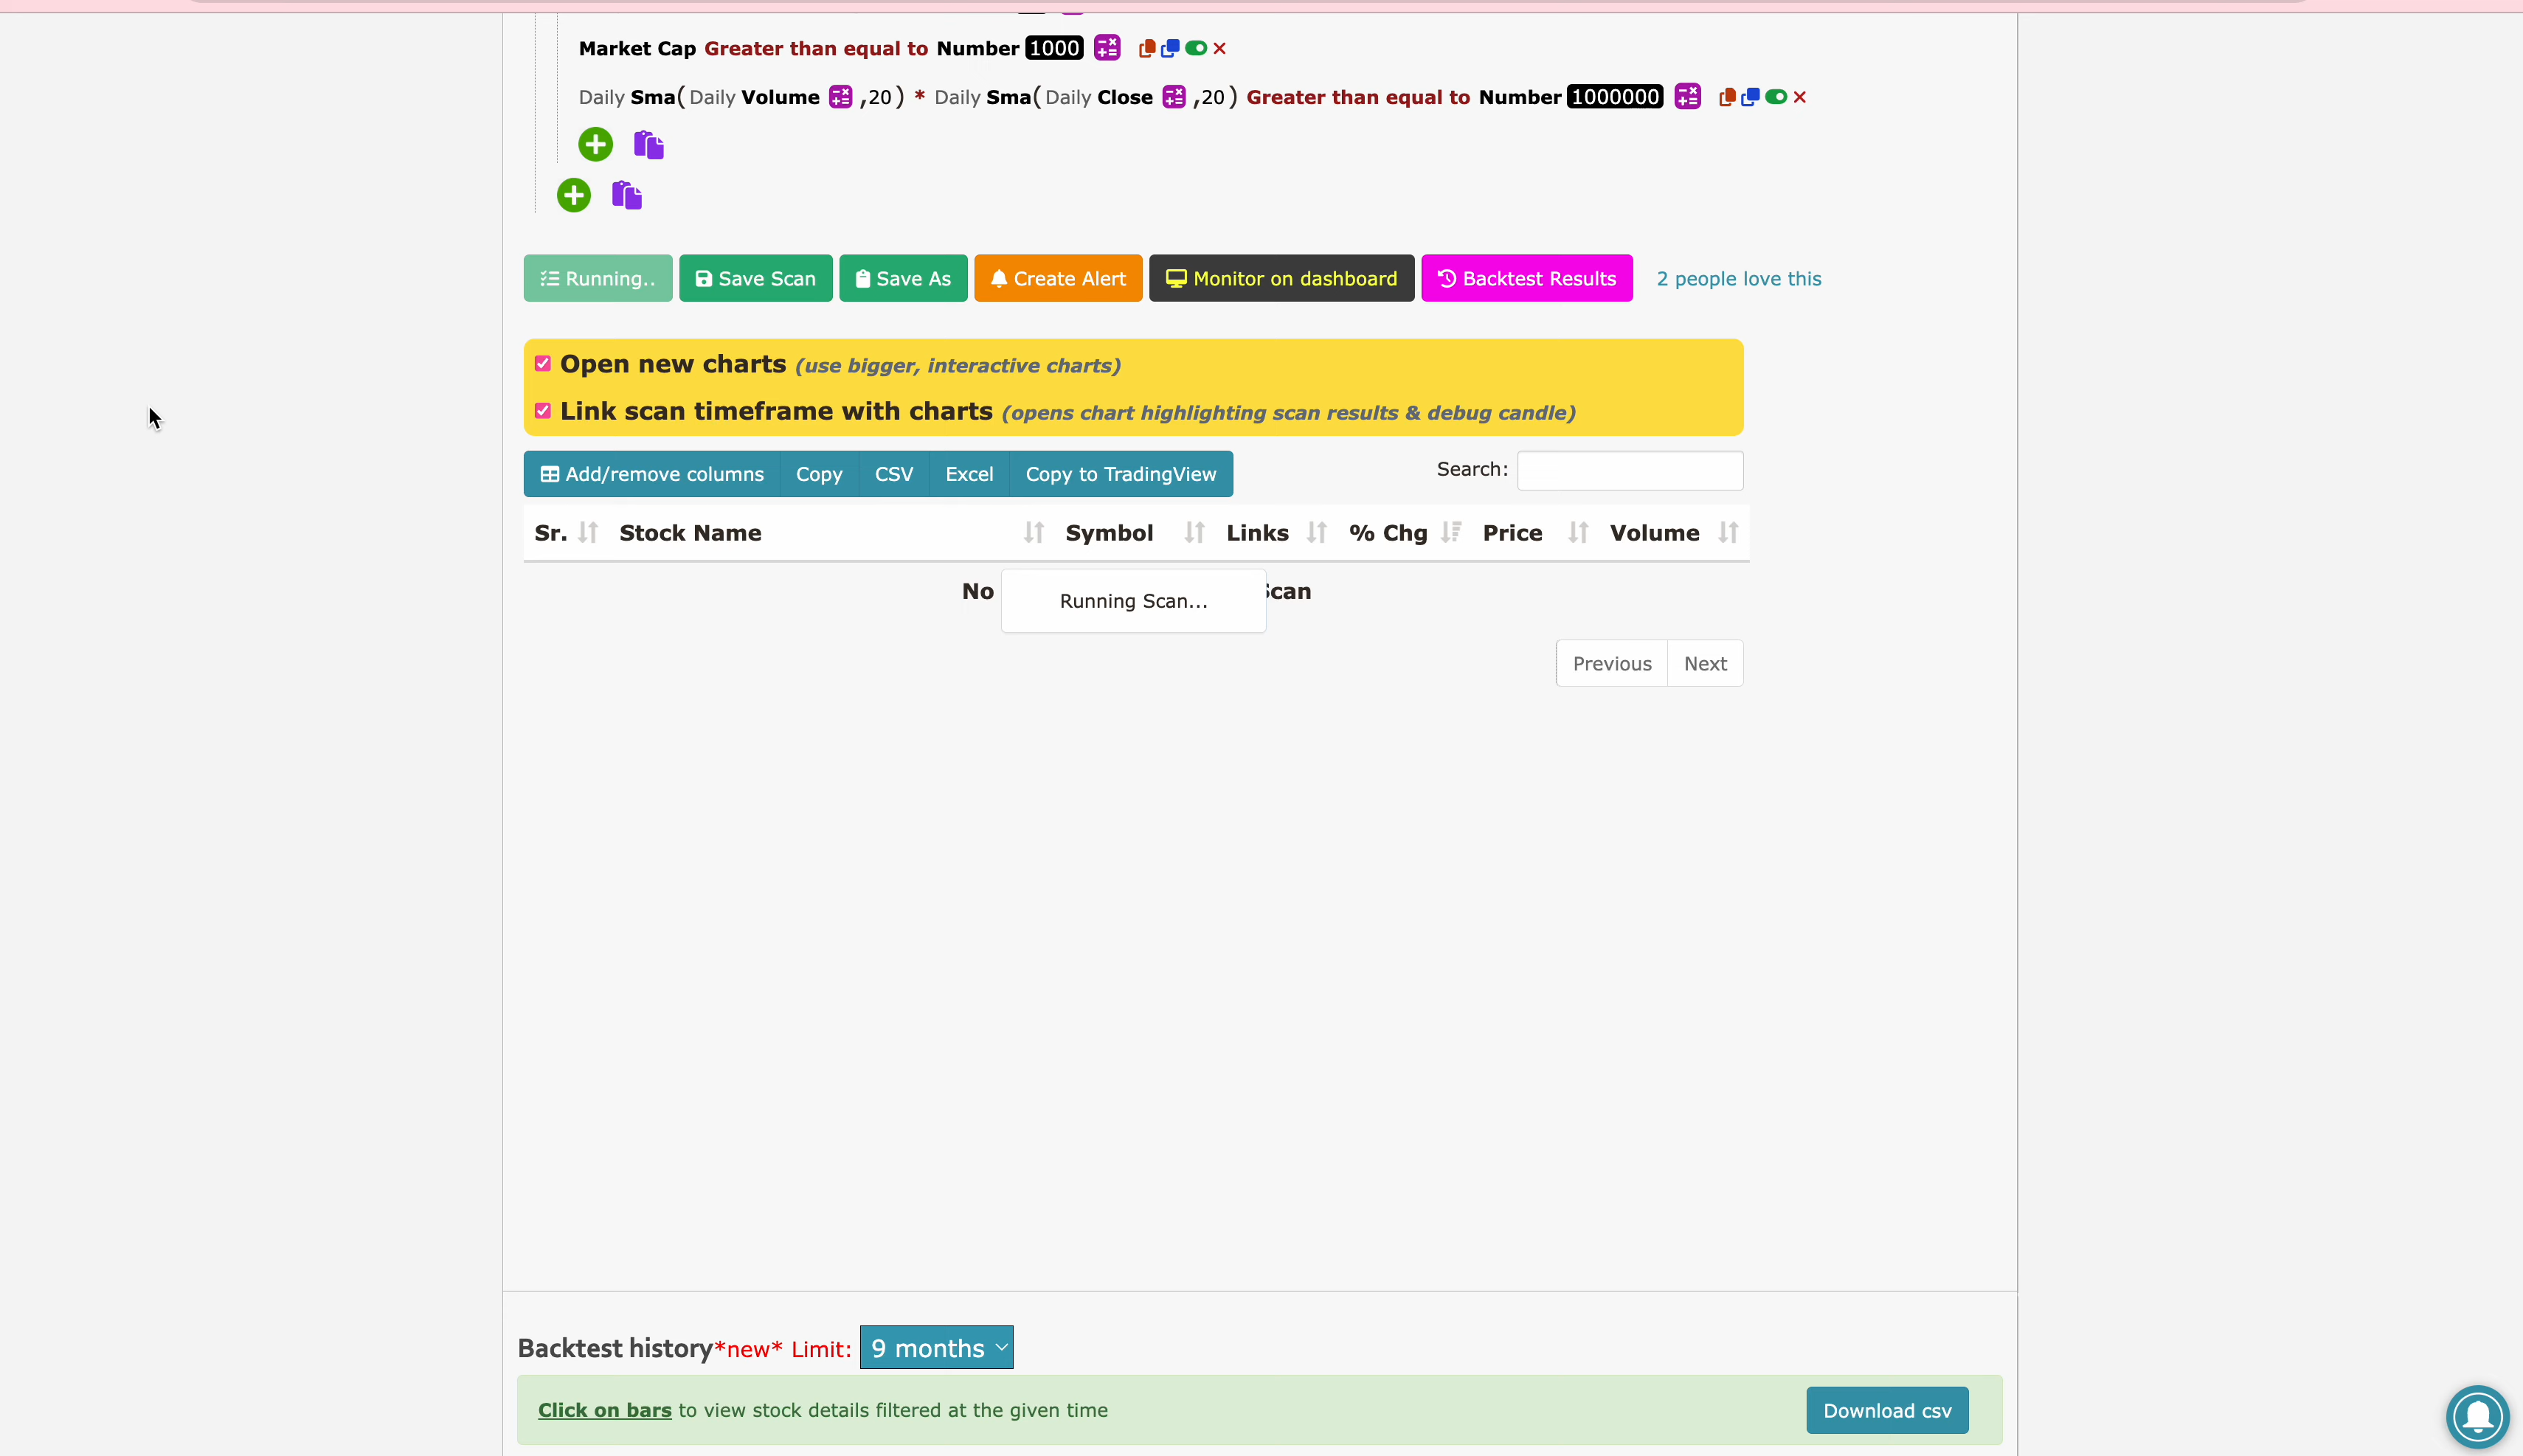 Market Cap Greater than equal to Number 1000
Daily Sma( Daily Volume ,20 ) * Daily Sma( Daily Close ,20 ) Greater than equal to Number 1000000
Running.. Save Scan Save As Create Alert Monitor on dashboard Backtest Results 2 people love this
Open new charts (use bigger, interactive charts)
Link scan timeframe with charts (opens chart highlighting scan results & debug candle)
Add/remove columns Copy CSV Excel Copy to TradingView Search:
Sr. Stock Name Symbol Links % Chg Price Volume
No Running Scan... can
Previous Next
Backtest history*new* Limit: 9 months
Click on bars to view stock details filtered at the given time Download csv